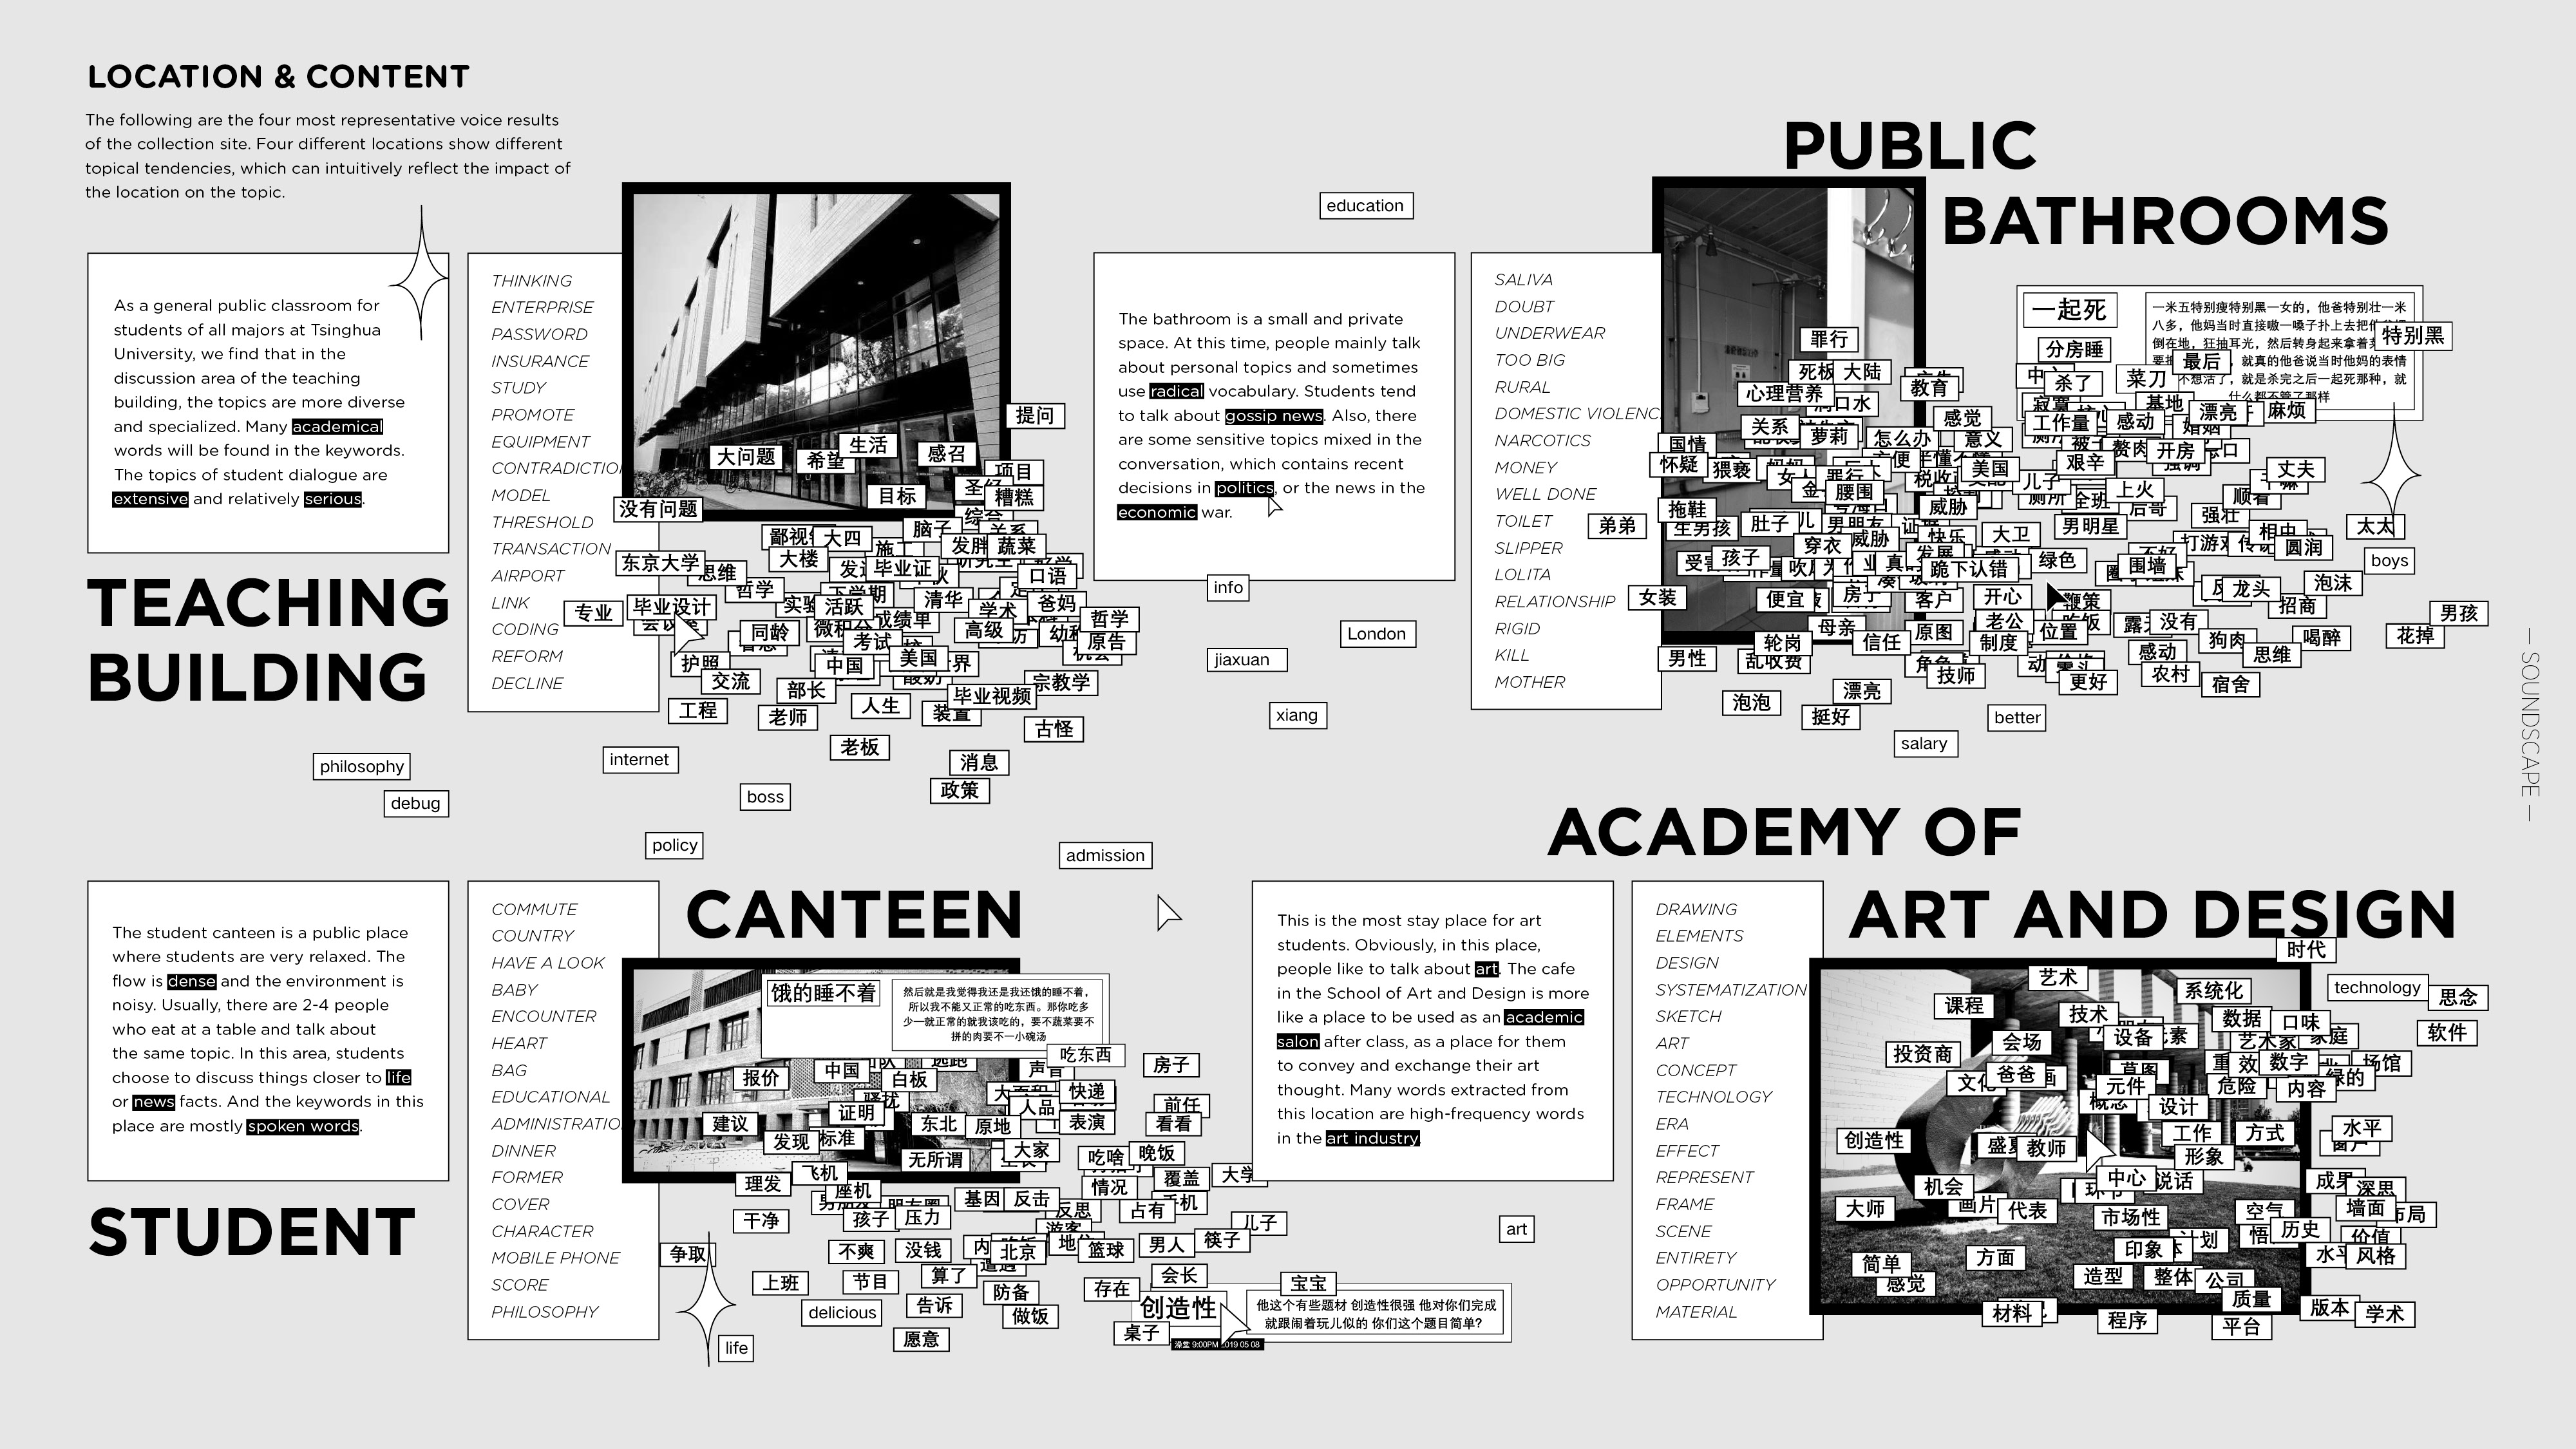 LOCATION & CONTENT
The following are the four most representative voice results
of the collection site. Four different locations show different
topical tendencies, which can intuitively reflect the impact of
the location on the topic.
As a general public classroom for
students of all majors at Tsinghua
University, we find that in the
discussion area of the teaching
building, the topics are more diverse
and specialized. Many academical
words will be found in the keywords.
The topics of student dialogue are
extensive and relatively serious.
TEACHING
BUILDING
THINKING
ENTERPRISE
PASSWORD
INSURANCE
STUDY
PROMOTE
EQUIPMENT
CONTRADICTIO
MODEL
THRESHOLD
TRANSACTION
AIRPORT
LINK
CODING
REFORM
DECLINE
提问
生活
大问题
希望
感召
项目
目标
糟糕
没有问题
脑子
大四
发胖
蔬菜
大楼
东京大学
思维
毕业证
口语
哲学
专业
毕业设计
活跃
清华
学术
爸妈
哲学
同龄
考试
高级
原告
护照
中国
美国
交流
部长
毕业视频
宗教学
工程
老师
人生
装置
古怪
老板
消息
政策
philosophy
debug
internet
boss
policy
admission
education
The bathroom is a small and private
space. At this time, people mainly talk
about personal topics and sometimes
use radical vocabulary. Students tend
to talk about gossip news. Also, there
are some sensitive topics mixed in the
conversation, which contains recent
decisions in politics, or the news in the
economic war.
info
London
jiaxuan
xiang
PUBLIC
BATHROOMS
SALIVA
DOUBT
UNDERWEAR
TOO BIG
RURAL
DOMESTIC VIOLENC
NARCOTICS
MONEY
WELL DONE
TOILET
SLIPPER
LOLITA
RELATIONSHIP
RIGID
KILL
MOTHER
一起死
一米五特别瘦特别黑一女的，他爸特别壮一米
八多，他妈当时直接嗷一嗓子扑上去把他
倒在地，狂抽耳光，然后转身起来拿着
就真的他爸说当时他妈的表情
不想活了，就是杀完之后一起死那种，就
什么都不管了那样
特别黑
分房睡
最后
罪行
死板
大陆
心理营养
教育
杀了
菜刀
基地
漂亮
麻烦
感觉
工作量
感动
关系
萝莉
国情
怎么办
意义
开房
怀疑
猥亵
美国
艰辛
丈夫
腰围
儿子
上火
威胁
拖鞋
弟弟
生男孩
肚子
大卫
男明星
强壮
太太
圆润
穿衣
威胁
快乐
孩子
发展
跪下认错
绿色
围墙
boys
泡沫
龙头
女装
便宜
房子
客户
开心
鞭策
招商
男孩
母亲
老公
没有
轮岗
信任
原图
制度
位置
狗肉
喝醉
花掉
男性
乱收费
感动
思维
技师
更好
农村
宿舍
泡泡
漂亮
挺好
better
salary
— SOUNDSCAPE —
The student canteen is a public place
where students are very relaxed. The
flow is dense and the environment is
noisy. Usually, there are 2-4 people
who eat at a table and talk about
the same topic. In this area, students
choose to discuss things closer to life
or news facts. And the keywords in this
place are mostly spoken words.
STUDENT
CANTEEN
COMMUTE
COUNTRY
HAVE A LOOK
BABY
ENCOUNTER
HEART
BAG
EDUCATIONAL
ADMINISTRATIO
DINNER
FORMER
COVER
CHARACTER
MOBILE PHONE
SCORE
PHILOSOPHY
饿的睡不着
然后就是我觉得我还是我还饿的睡不着，
所以我不能又正常的吃东西。那你吃多
少一就正常的就我该吃的，要不蔬菜要不
拼的肉要不一小碗汤
吃东西
房子
报价
中国
白板
声音
快递
人品
前任
建议
证明
东北
原地
表演
看看
发现
标准
大家
无所谓
吃啥
晚饭
飞机
理发
座机
基因
反击
情况
覆盖
大学
手机
干净
孩子
压力
反思
占有
儿子
争取
不爽
没钱
北京
篮球
男人
筷子
上班
节目
算了
会长
存在
宝宝
防备
delicious
告诉
做饭
愿意
桌子
life
创造性
他这个有些题材 创造性很强 他对你们完成
就跟闹着玩儿似的 你们这个题目简单？
澡堂 9:00PM 2019 05 08
art
ACADEMY OF
ART AND DESIGN
This is the most stay place for art
students. Obviously, in this place,
people like to talk about art. The cafe
in the School of Art and Design is more
like a place to be used as an academic
salon after class, as a place for them
to convey and exchange their art
thought. Many words extracted from
this location are high-frequency words
in the art industry.
DRAWING
ELEMENTS
DESIGN
SYSTEMATIZATION
SKETCH
ART
CONCEPT
TECHNOLOGY
ERA
EFFECT
REPRESENT
FRAME
SCENE
ENTIRETY
OPPORTUNITY
MATERIAL
时代
艺术
系统化
technology
思念
课程
技术
数据
口味
软件
投资商
会场
设备
艺术家
数字
场馆
爸爸
元件
危险
内容
设计
创造性
教师
工作
方式
水平
形象
机会
中心
说话
成果
深思
大师
画片
代表
市场性
空气
历史
墙面
布局
印象
价值
风格
简单
方面
感觉
造型
整体
公司
质量
材料
程序
平台
版本
学术